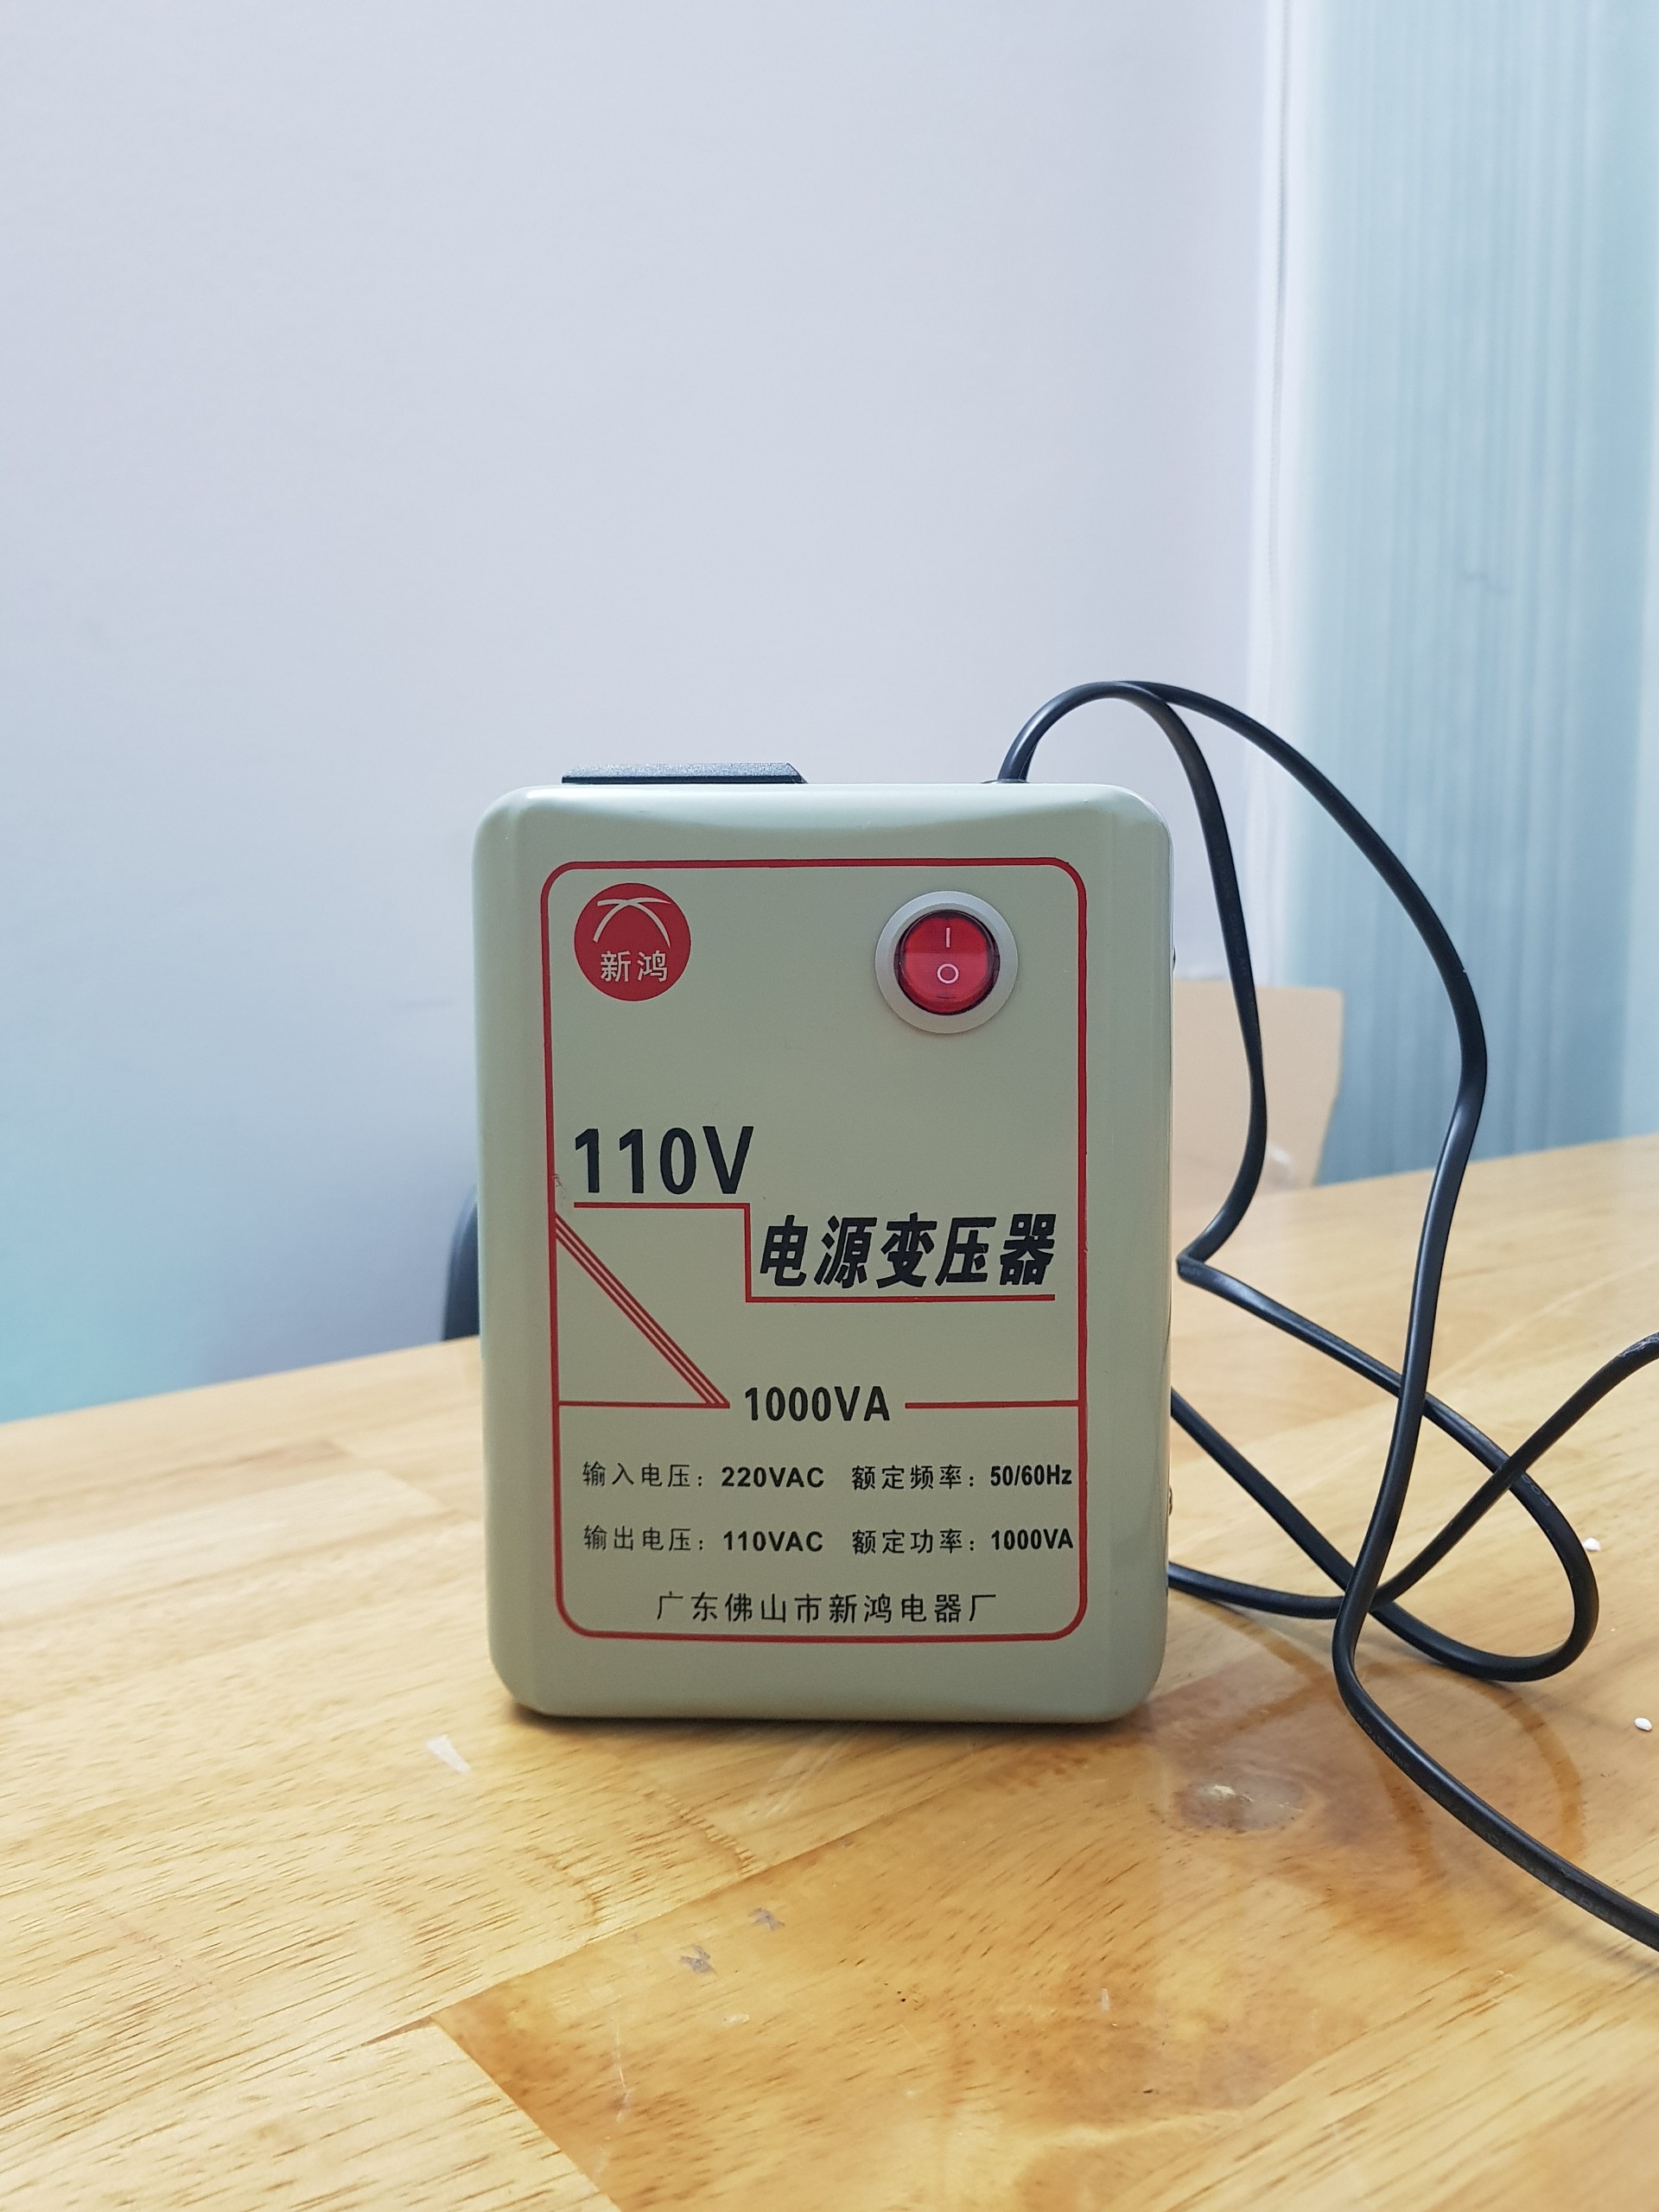 新鸿
I
O
110V
电源变压器
1000VA
输入电压：220VAC 额定频率：50/60Hz
输出电压：110VAC 额定功率：1000VA
广东佛山市新鸿电器厂